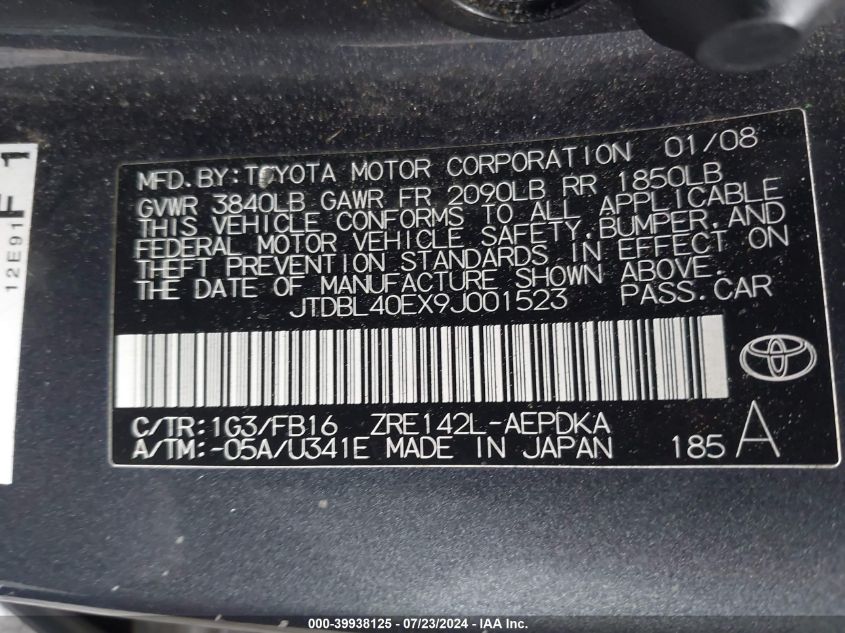 MFD.BY:TOYOTA MOTOR CORPORATION 01/08
GVWR 3840LB GAWR FR 2090LB RR 1850LB
THIS VEHICLE CONFORMS TO ALL APPLICABLE
FEDERAL MOTOR VEHICLE SAFETY,BUMPER,AND
THEFT PREVENTION STANDARDS IN EFFECT ON
THE DATE OF MANUFACTURE SHOWN ABOVE.
JTDBL40EX9J001523 PASS.CAR
C/TR:1G3/FB16 ZRE142L-AEPDKA
A/TM:-05A/U341E MADE IN JAPAN 185 A
F 1
12E91
000-39938125 - 07/23/2024 - IAA Inc.